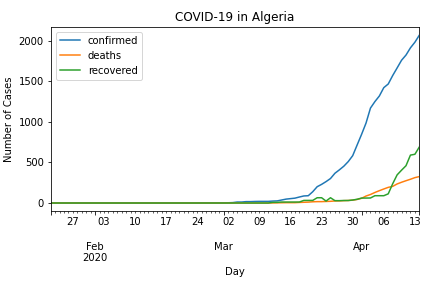 COVID-19 in Algeria
confirmed
deaths
recovered
Number of Cases
2000
1500
1000
500
0
27 03 10 17 24 02 09 16 23 30 06 13
Feb Mar Apr
2020
Day